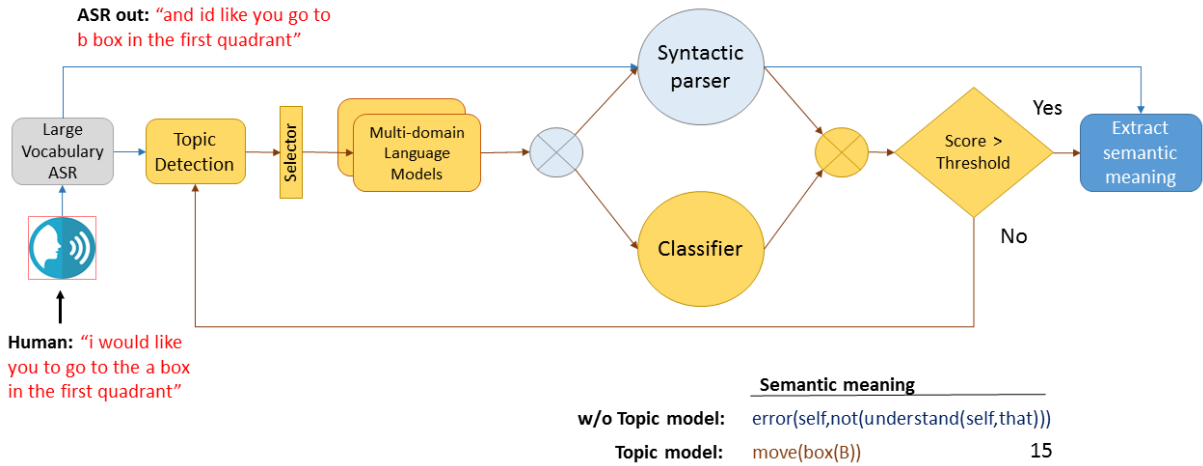 ASR out: “and id like you go to
b box in the first quadrant”
Syntactic
parser
Large
Vocabulary
ASR
Topic
Detection
Selector
Multi-domain
Language
Models
Score >
Threshold
Yes
Extract
semantic
meaning
Classifier
No
Human: “i would like
you to go to the a box
in the first quadrant”
Semantic meaning
w/o Topic model: error(self,not(understand(self,that)))
Topic model: move(box(B)) 15